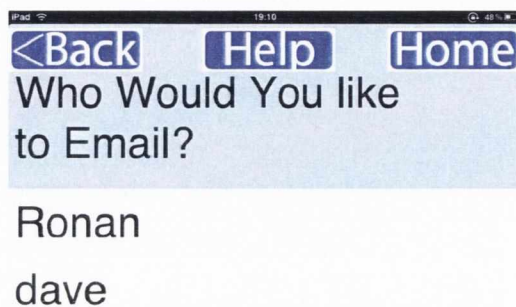 iPad 19:10 48%
<Back Help Home
Who Would You like
to Email?
Ronan
dave